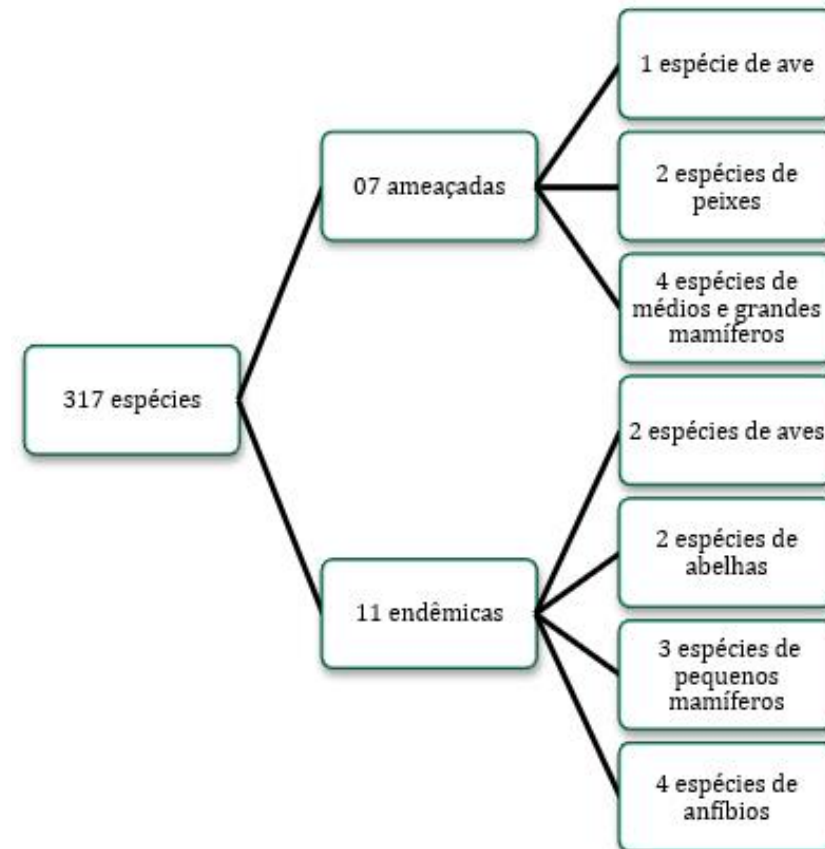 317 espécies
07 ameaçadas
1 espécie de ave
2 espécies de
peixes
4 espécies de
médios e grandes
mamíferos
11 endêmicas
2 espécies de aves
2 espécies de
abelhas
3 espécies de
pequenos
mamíferos
4 espécies de
anfíbios